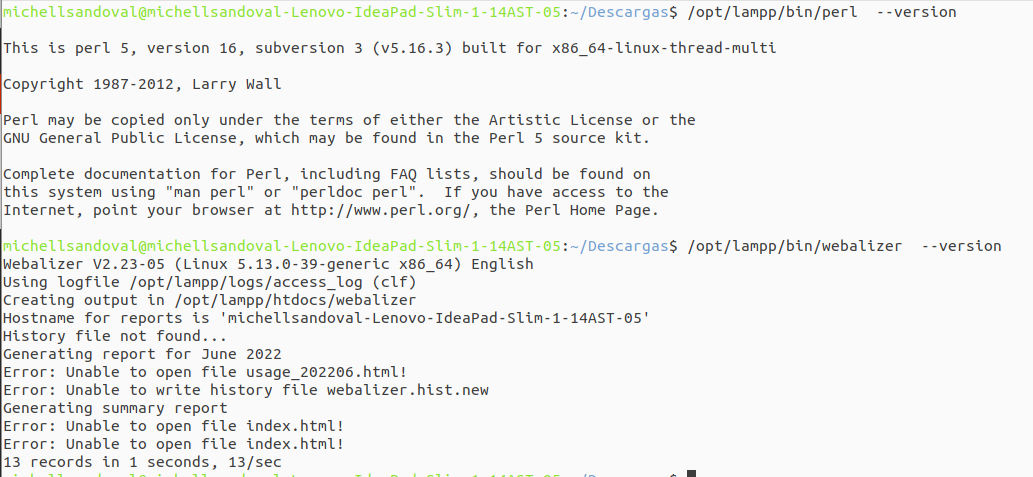 michellsandoval@michellsandoval-Lenovo-IdeaPad-Slim-1-14AST-05:~/Descargas$ /opt/lampp/bin/perl  --version
This is perl 5, version 16, subversion 3 (v5.16.3) built for x86_64-linux-thread-multi
Copyright 1987-2012, Larry Wall
Perl may be copied only under the terms of either the Artistic License or the
GNU General Public License, which may be found in the Perl 5 source kit.
Complete documentation for Perl, including FAQ lists, should be found on
this system using "man perl" or "perldoc perl".  If you have access to the
Internet, point your browser at http://www.perl.org/, the Perl Home Page.
michellsandoval@michellsandoval-Lenovo-IdeaPad-Slim-1-14AST-05:~/Descargas$ /opt/lampp/bin/webalizer  --version
Webalizer V2.23-05 (Linux 5.13.0-39-generic x86_64) English
Using logfile /opt/lampp/logs/access_log (clf)
Creating output in /opt/lampp/htdocs/webalizer
Hostname for reports is 'michellsandoval-Lenovo-IdeaPad-Slim-1-14AST-05'
History file not found...
Generating report for June 2022
Error: Unable to open file usage_202206.html!
Error: Unable to write history file webalizer.hist.new
Generating summary report
Error: Unable to open file index.html!
Error: Unable to open file index.html!
13 records in 1 seconds, 13/sec
michellsandoval@michellsandoval-Lenovo-IdeaPad-Slim-1-14AST-05:~/Descargas$